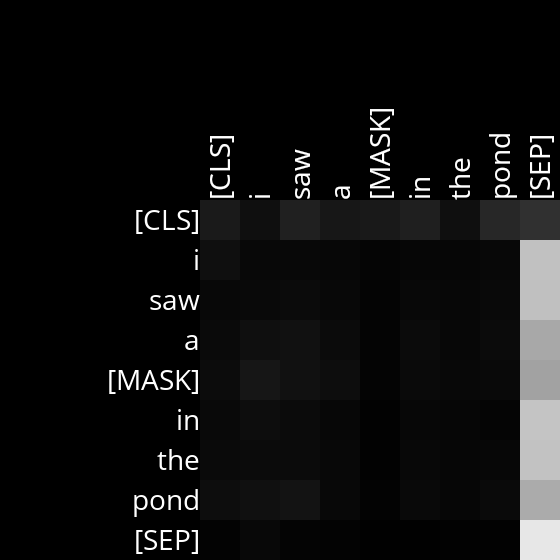 [CLS] i saw a [MASK] in the pond [SEP]
[CLS]
i
saw
a
[MASK]
in
the
pond
[SEP]